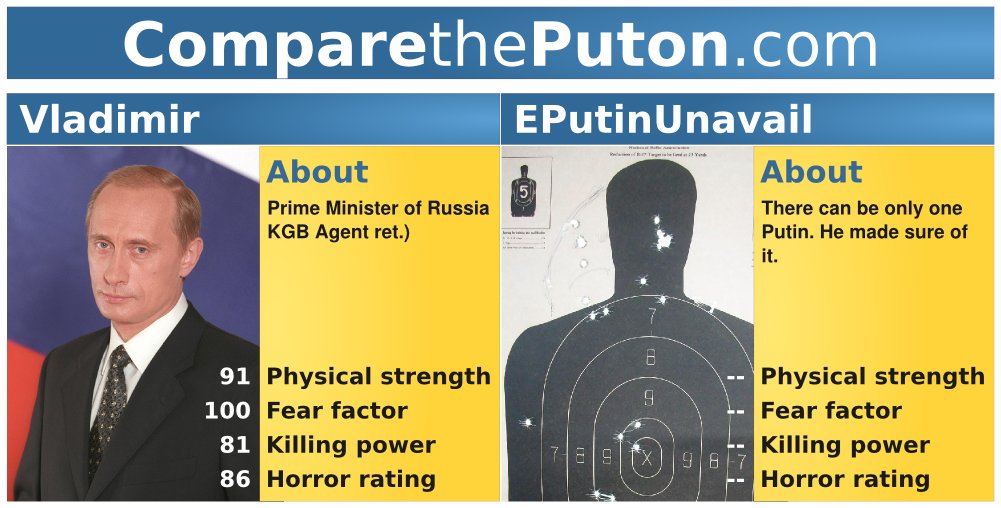 ComparethePuton.com
Vladimir
About
Prime Minister of Russia
KGB Agent ret.)
91 Physical strength
100 Fear factor
81 Killing power
86 Horror rating
EPutinUnavail
5
7
8
9
7 8 9 X 9 8 7
About
There can be only one
Putin. He made sure of
it.
-- Physical strength
-- Fear factor
-- Killing power
-- Horror rating